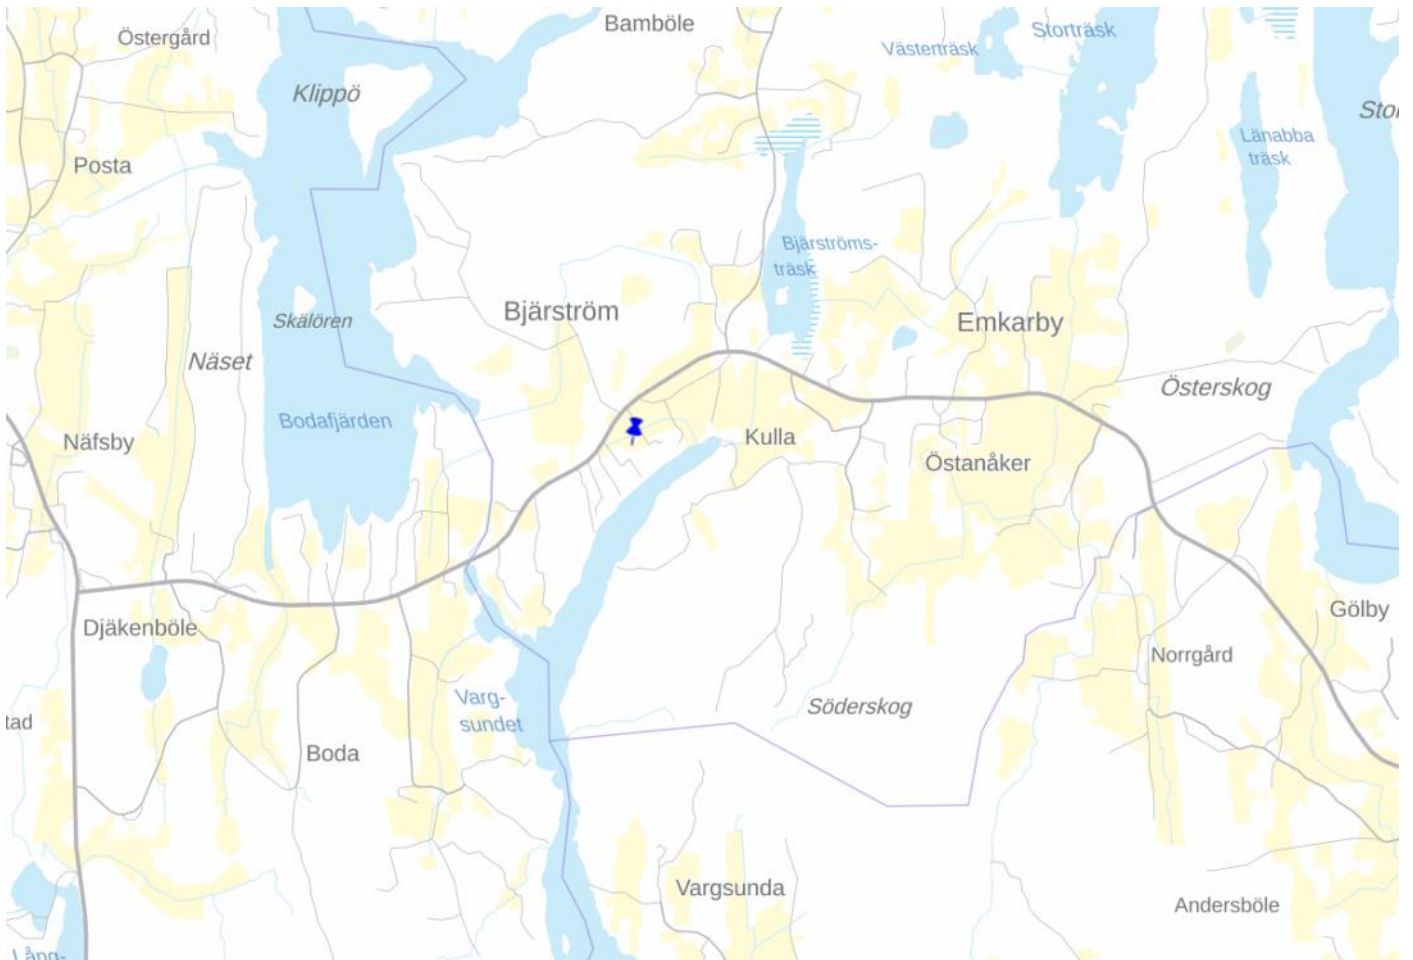 Bamböle
Östergård
Storträsk
Västerträsk
Klippö
Länabba
träsk
Posta
Bjärströms-
träsk
Bjärström
Skälören
Emkarby
Näset
Österskog
Bodafjärden
Näfsby
Kulla
Östanåker
Gölby
Djäkenböle
Norrgård
Varg-
sundet
Söderskog
Boda
Vargsunda
Andersböle